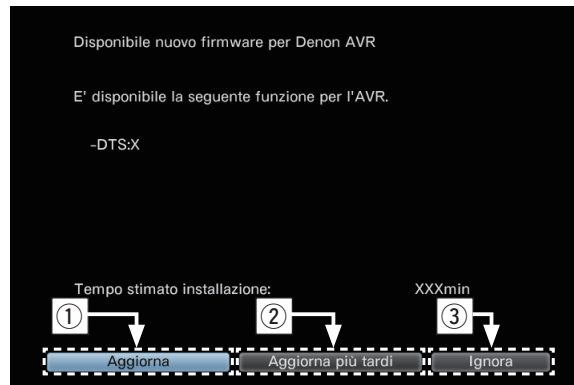 Disponibile nuovo firmware per Denon AVR
E' disponibile la seguente funzione per l'AVR.
-DTS:X
Tempo stimato installazione: XXXmin
① ② ③
Aggiorna Aggiorna più tardi Ignora